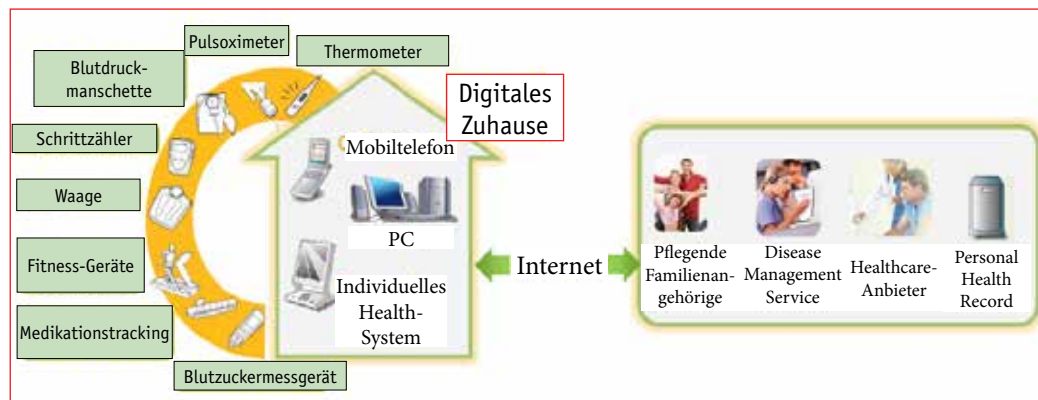 Pulsoximeter
Thermometer
Blutdruck-
manschette
Schrittzähler
Waage
Fitness-Geräte
Medikationstracking
Blutzuckermessgerät
Digitales
Zuhause
Mobiltelefon
PC
Individuelles
Health-
System
Internet
Pflegende
Familienan-
gehörige
Disease
Management
Service
Healthcare-
Anbieter
Personal
Health
Record